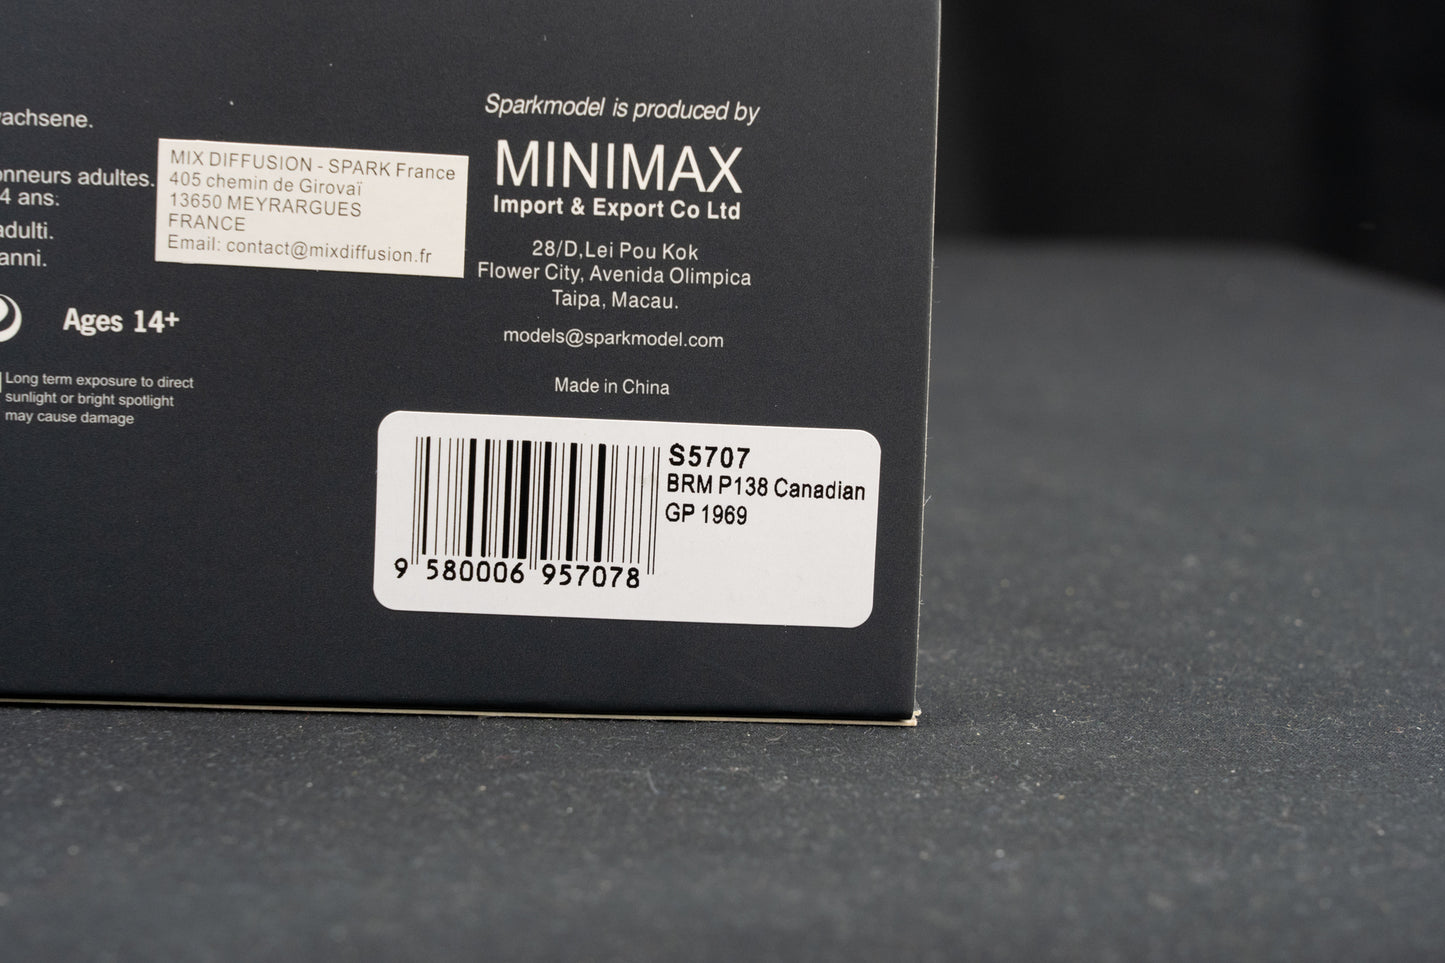 wachsene.
onneurs adultes.
4 ans.
adulti.
anni.
Ages 14+
Long term exposure to direct
sunlight or bright spotlight
may cause damage
MIX DIFFUSION - SPARK France
405 chemin de Girovaï
13650 MEYRARGUES
FRANCE
Email: contact@mixdiffusion.fr
Sparkmodel is produced by
MINIMAX
Import & Export Co Ltd
28/D,Lei Pou Kok
Flower City, Avenida Olimpica
Taipa, Macau.
models@sparkmodel.com
Made in China
S5707
BRM P138 Canadian
GP 1969
9 580006 957078